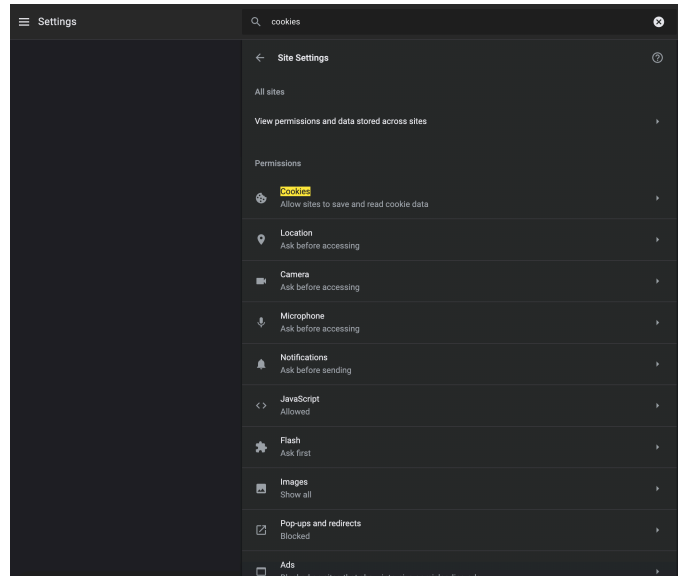 Settings
cookies
Site Settings
All sites
View permissions and data stored across sites
Permissions
Cookies
Allow sites to save and read cookie data
Location
Ask before accessing
Camera
Ask before accessing
Microphone
Ask before accessing
Notifications
Ask before sending
JavaScript
Allowed
Flash
Ask first
Images
Show all
Pop-ups and redirects
Blocked
Ads